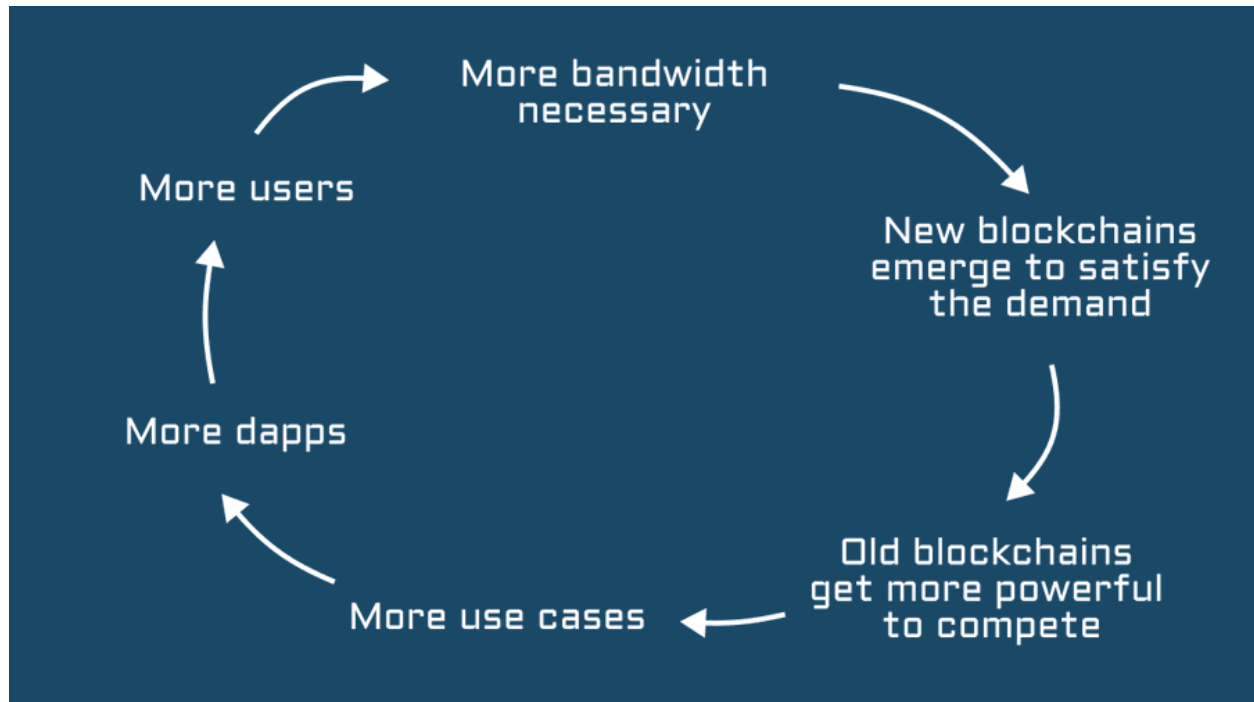 More bandwidth
necessary
New blockchains
emerge to satisfy
the demand
Old blockchains
get more powerful
to compete
More use cases
More dapps
More users